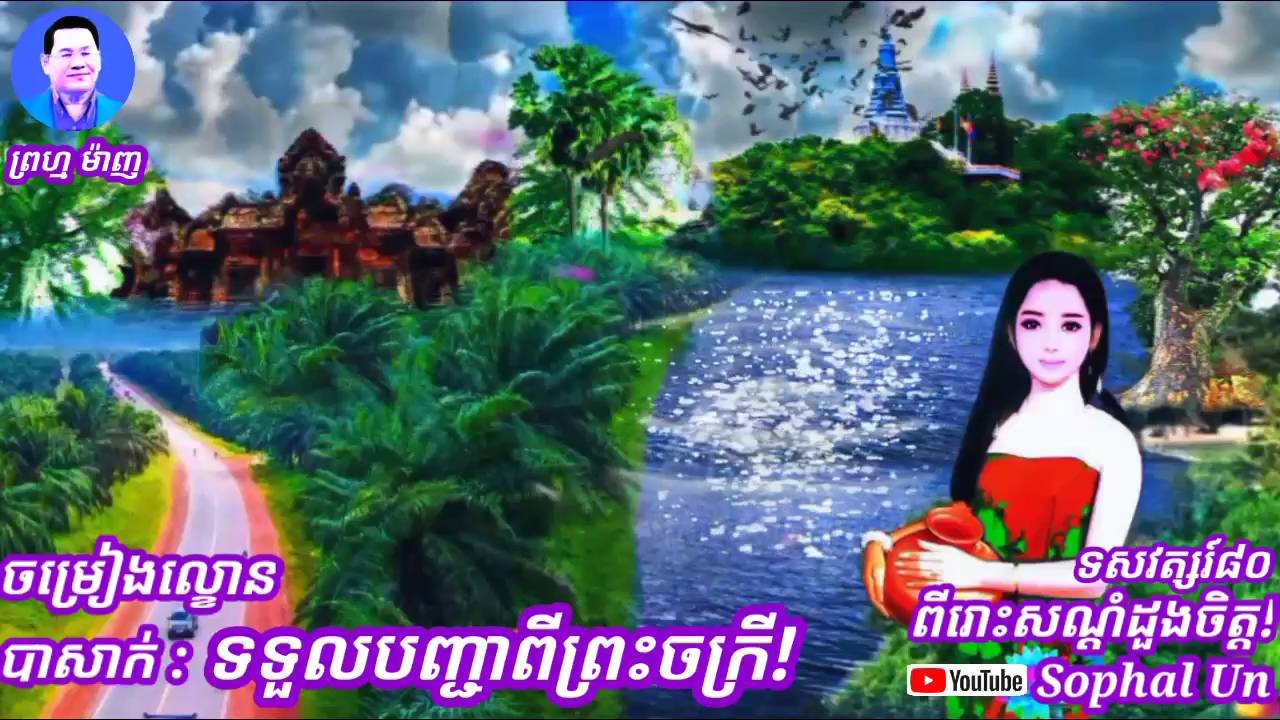 ព្រហ្ម ម៉ាញ
ចម្រៀងល្ខោន
បាសាក់ : ទទួលបញ្ជាពីព្រះចក្រី!
ទសវត្សរ៍៨០
ពីរោះសណ្ដំដួងចិត្ត!
YouTube Sophal Un